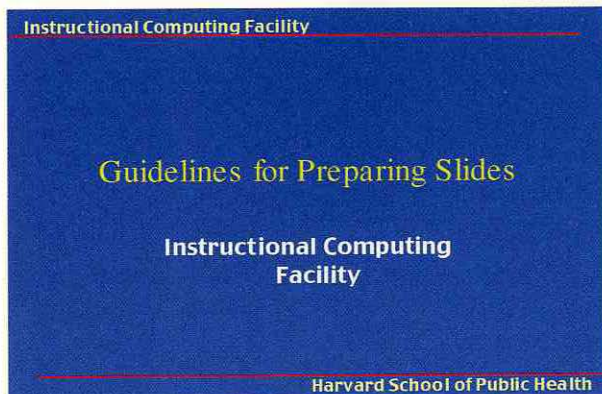 Instructional Computing Facility
Guidelines for Preparing Slides
Instructional Computing
Facility
Harvard School of Public Health